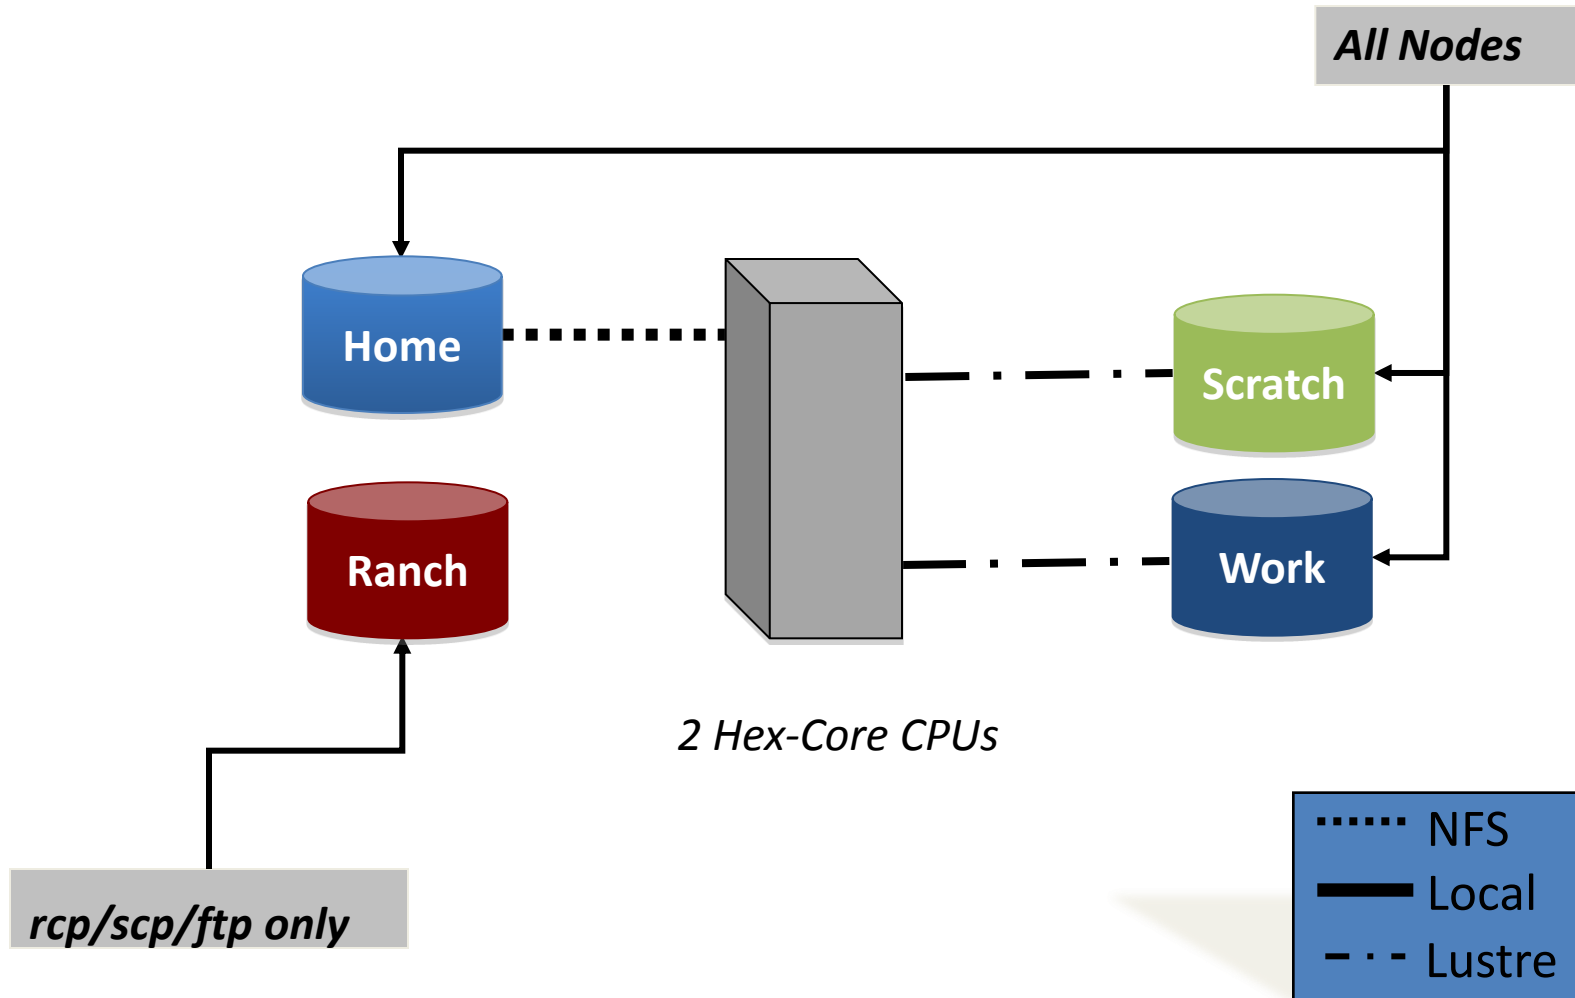 All Nodes
Home
Scratch
Ranch
Work
2 Hex-Core CPUs
rcp/scp/ftp only
NFS
Local
Lustre